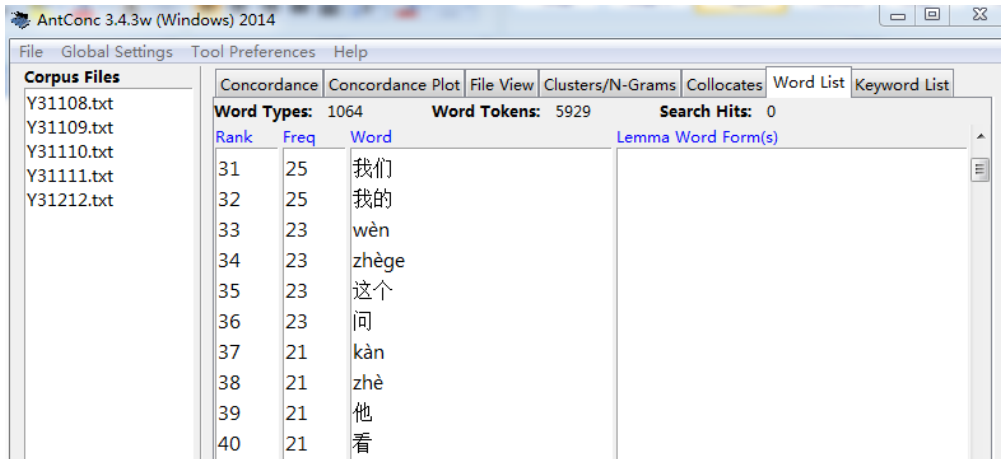 AntConc 3.4.3w (Windows) 2014
File Global Settings Tool Preferences Help
Corpus Files
Y31108.txt
Y31109.txt
Y31110.txt
Y31111.txt
Y31212.txt
Concordance Concordance Plot File View Clusters/N-Grams Collocates Word List Keyword List
Word Types: 1064 Word Tokens: 5929 Search Hits: 0
Rank Freq Word Lemma Word Form(s)
31 25 我们
32 25 我的
33 23 wèn
34 23 zhège
35 23 这个
36 23 问
37 21 kàn
38 21 zhè
39 21 他
40 21 看